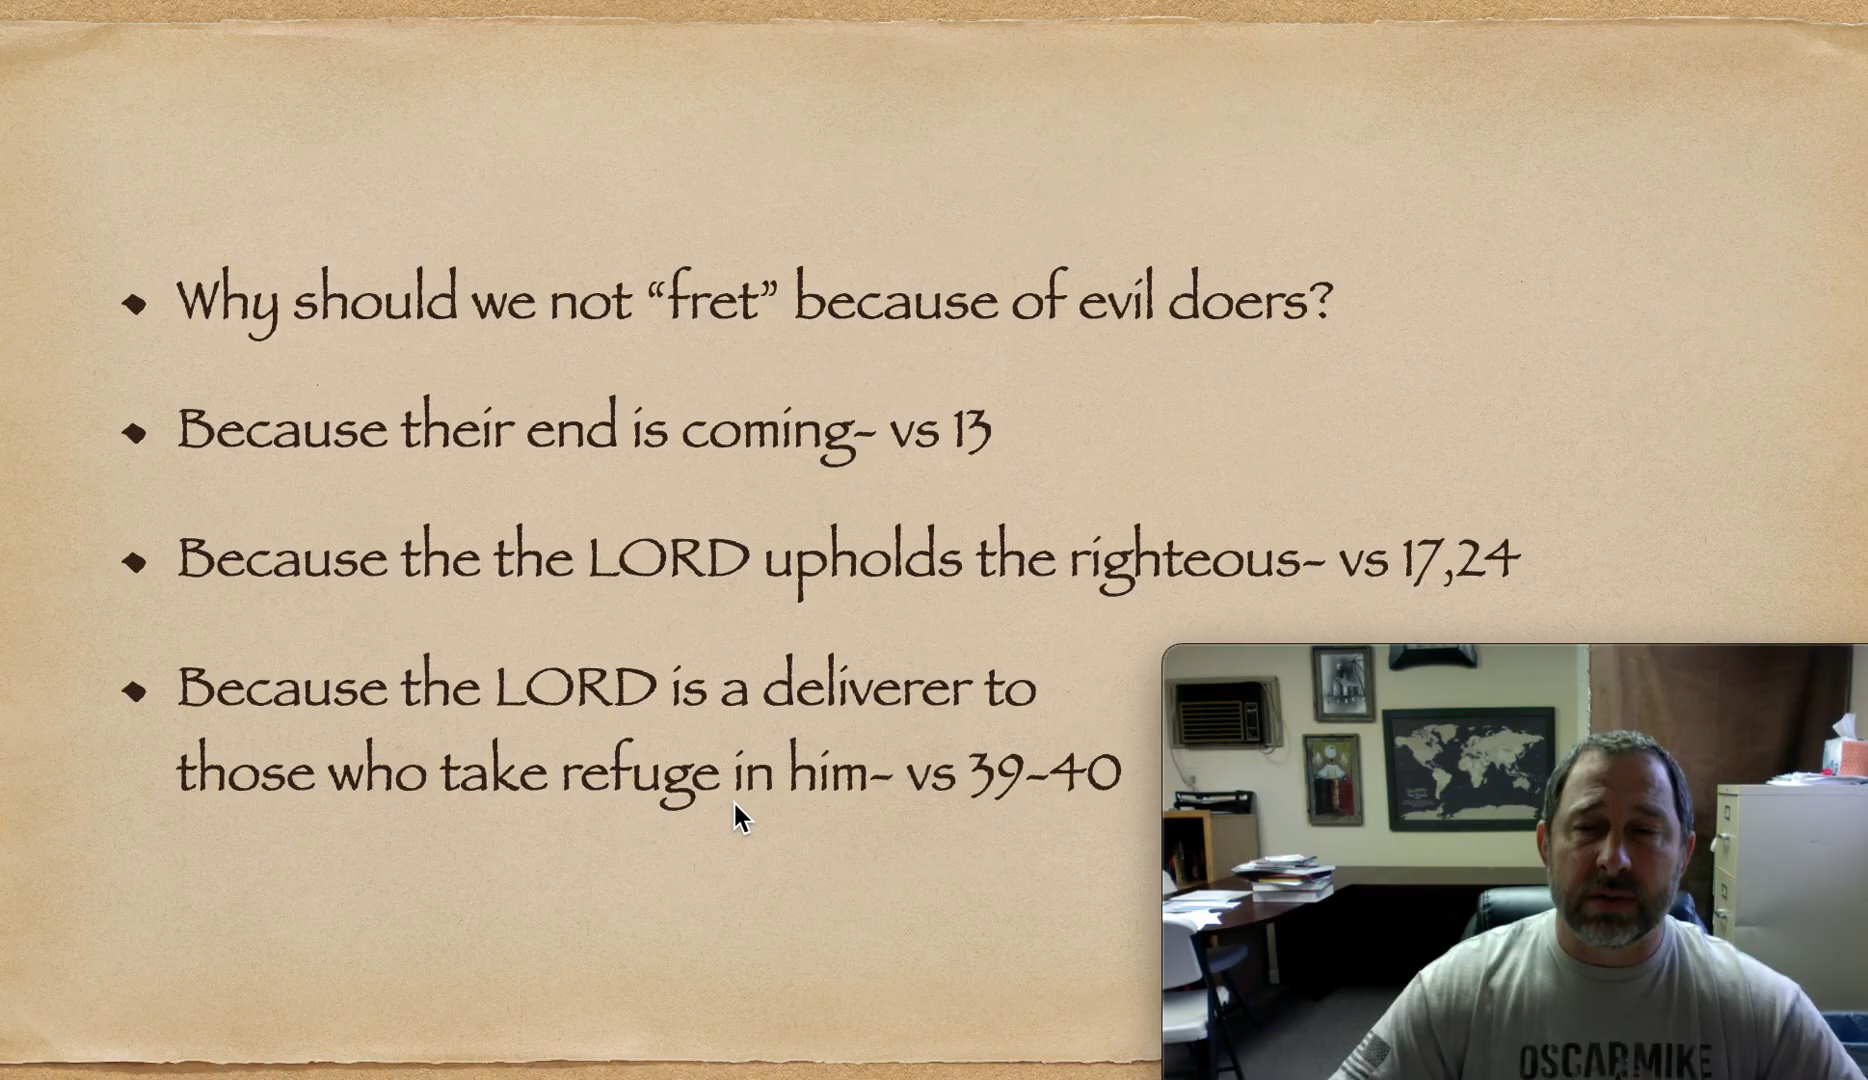 Why should we not “fret” because of evil doers?
Because their end is coming- vs 13
Because the the LORD upholds the righteous- vs 17,24
Because the LORD is a deliverer to
those who take refuge in him- vs 39-40
OSCARMIKE